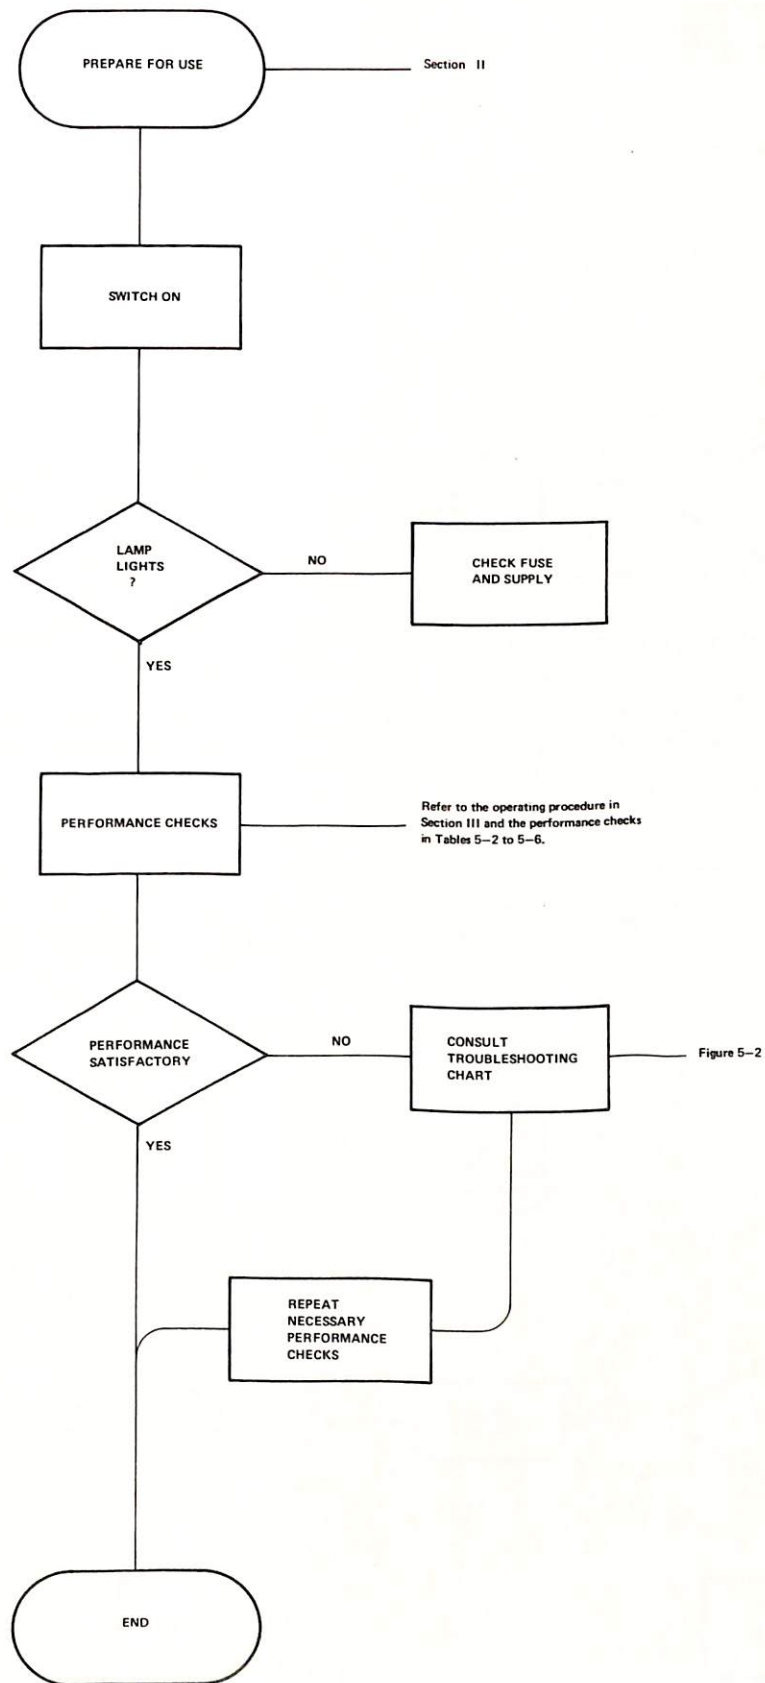 PREPARE FOR USE
Section II
SWITCH ON
LAMP
LIGHTS
?
NO
CHECK FUSE
AND SUPPLY
YES
PERFORMANCE CHECKS
Refer to the operating procedure in
Section III and the performance checks
in Tables 5–2 to 5–6.
PERFORMANCE
SATISFACTORY
NO
CONSULT
TROUBLESHOOTING
CHART
Figure 5–2
YES
REPEAT
NECESSARY
PERFORMANCE
CHECKS
END